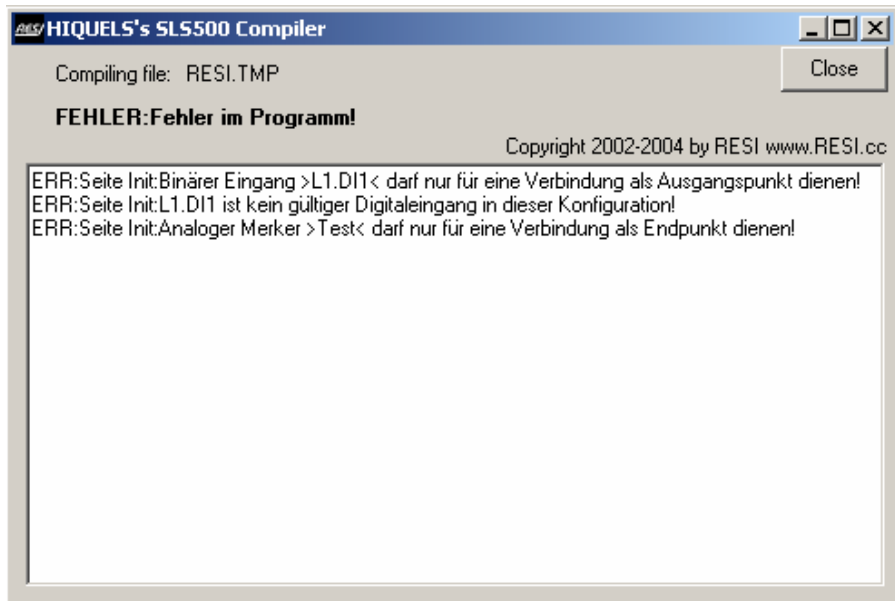 RESI HIQUELS's SLS500 Compiler
Close
Compiling file: RESI.TMP
FEHLER:Fehler im Programm!
Copyright 2002-2004 by RESI www.RESI.cc
ERR:Seite Init:Binärer Eingang >L1.DI1< darf nur für eine Verbindung als Ausgangspunkt dienen!
ERR:Seite Init:L1.DI1 ist kein gültiger Digitaleingang in dieser Konfiguration!
ERR:Seite Init:Analoger Merker >Test< darf nur für eine Verbindung als Endpunkt dienen!